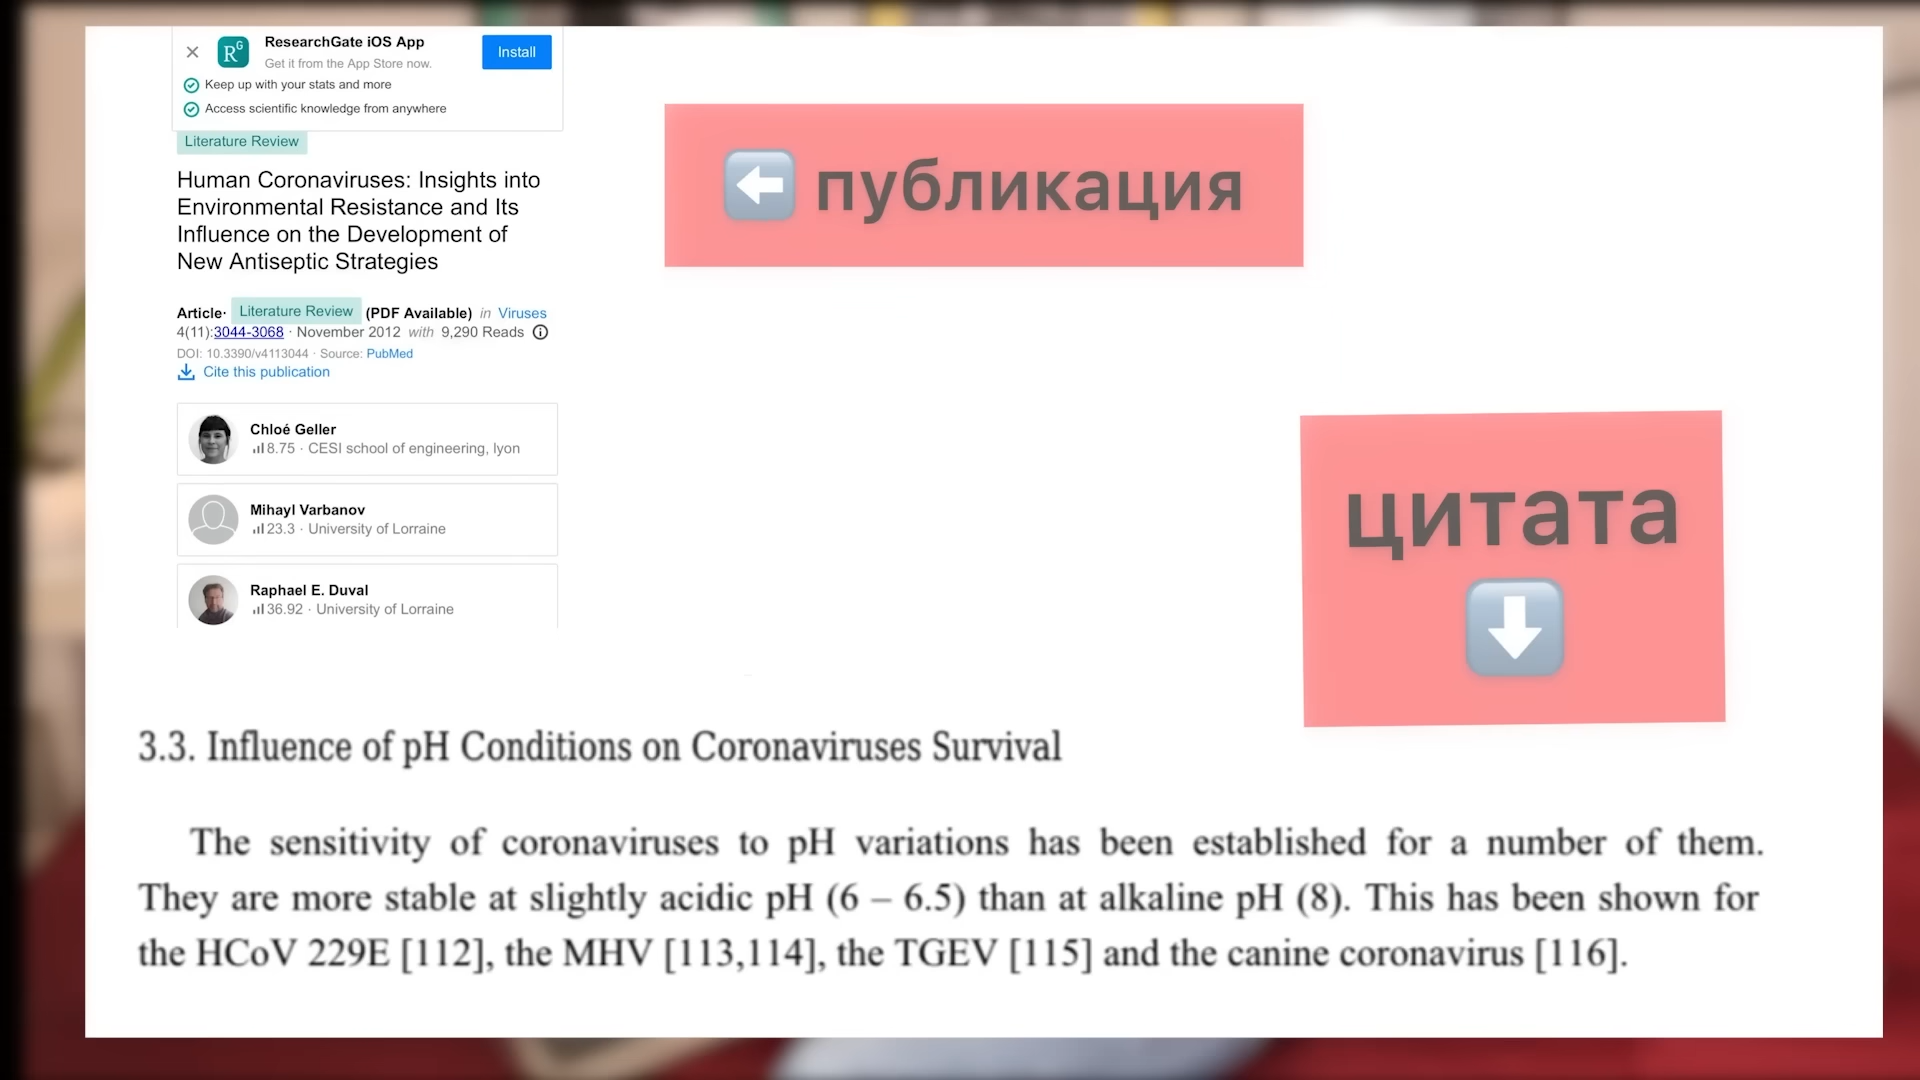 ResearchGate iOS App
Get it from the App Store now.
Install
Keep up with your stats and more
Access scientific knowledge from anywhere
Literature Review
Human Coronaviruses: Insights into
Environmental Resistance and Its
Influence on the Development of
New Antiseptic Strategies
Article· Literature Review (PDF Available) in Viruses
4(11):3044-3068 · November 2012 with 9,290 Reads
DOI: 10.3390/v4113044 · Source: PubMed
Cite this publication
Chloé Geller
8.75 · CESI school of engineering, lyon
Mihayl Varbanov
23.3 · University of Lorraine
Raphael E. Duval
36.92 · University of Lorraine
публикация
цитата
3.3. Influence of pH Conditions on Coronaviruses Survival
The sensitivity of coronaviruses to pH variations has been established for a number of them.
They are more stable at slightly acidic pH (6 – 6.5) than at alkaline pH (8). This has been shown for
the HCoV 229E [112], the MHV [113,114], the TGEV [115] and the canine coronavirus [116].